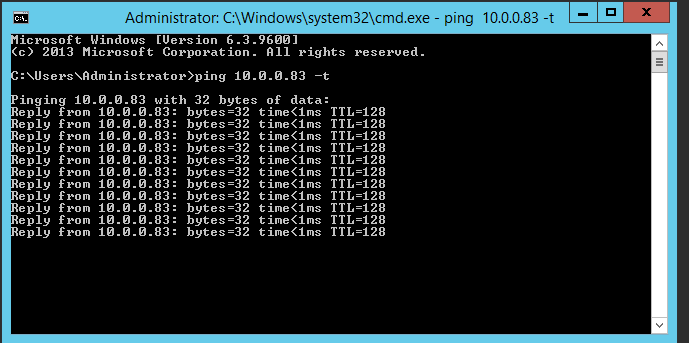 Administrator: C:\Windows\system32\cmd.exe - ping  10.0.0.83 -t
Microsoft Windows [Version 6.3.9600]
(c) 2013 Microsoft Corporation. All rights reserved.
C:\Users\Administrator>ping 10.0.0.83 -t
Pinging 10.0.0.83 with 32 bytes of data:
Reply from 10.0.0.83: bytes=32 time<1ms TTL=128
Reply from 10.0.0.83: bytes=32 time<1ms TTL=128
Reply from 10.0.0.83: bytes=32 time<1ms TTL=128
Reply from 10.0.0.83: bytes=32 time<1ms TTL=128
Reply from 10.0.0.83: bytes=32 time<1ms TTL=128
Reply from 10.0.0.83: bytes=32 time<1ms TTL=128
Reply from 10.0.0.83: bytes=32 time<1ms TTL=128
Reply from 10.0.0.83: bytes=32 time<1ms TTL=128
Reply from 10.0.0.83: bytes=32 time<1ms TTL=128
Reply from 10.0.0.83: bytes=32 time<1ms TTL=128
Reply from 10.0.0.83: bytes=32 time<1ms TTL=128